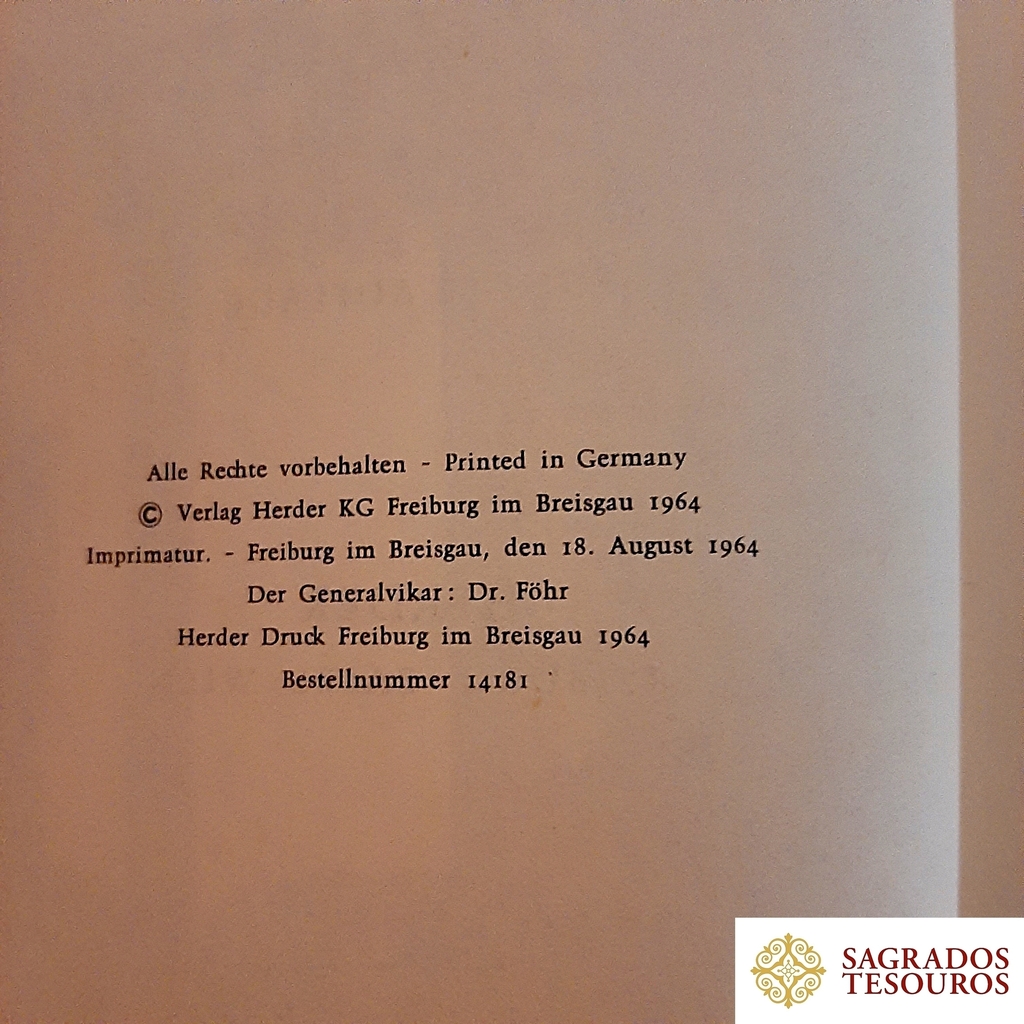 Alle Rechte vorbehalten - Printed in Germany
© Verlag Herder KG Freiburg im Breisgau 1964
Imprimatur. - Freiburg im Breisgau, den 18. August 1964
Der Generalvikar: Dr. Föhr
Herder Druck Freiburg im Breisgau 1964
Bestellnummer 14181
SAGRADOS
TESOUROS